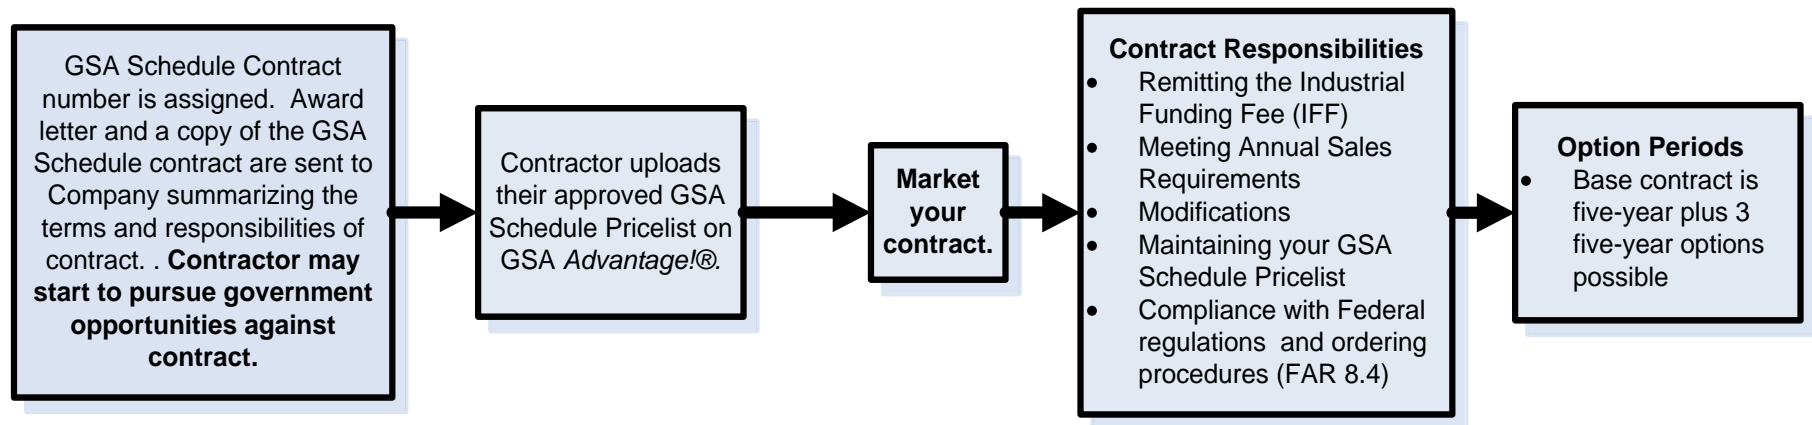 GSA Schedule Contract
number is assigned.  Award
letter and a copy of the GSA
Schedule contract are sent to
Company summarizing the
terms and responsibilities of
contract. . Contractor may
start to pursue government
opportunities against
contract.
Contractor uploads
their approved GSA
Schedule Pricelist on
GSA Advantage!®.
Market
your
contract.
Contract Responsibilities
• Remitting the Industrial
Funding Fee (IFF)
• Meeting Annual Sales
Requirements
• Modifications
• Maintaining your GSA
Schedule Pricelist
• Compliance with Federal
regulations  and ordering
procedures (FAR 8.4)
Option Periods
• Base contract is
five-year plus 3
five-year options
possible